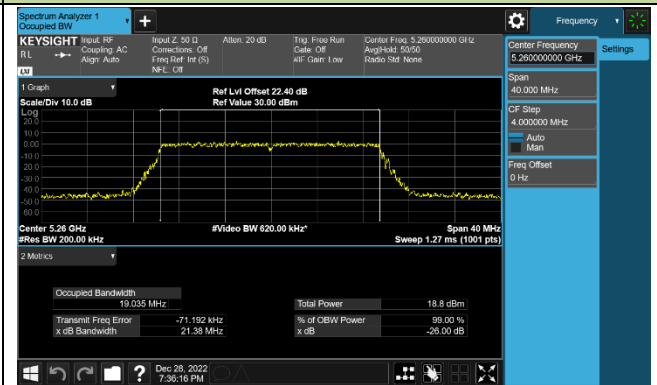 Spectrum Analyzer 1
Occupied BW
+
Frequency
KEYSIGHT Input: RF Input Z: 50 Ω Atten: 20 dB Trig: Free Run Center Freq: 5.260000000 GHz
RL Coupling: AC Corrections: Off Gate: Off Avg|Hold: 50/50
Align: Auto Freq Ref: Int (S) #IF Gain: Low Radio Std: None
LXI NFE: Off
Center Frequency
5.260000000 GHz
Settings
Span
40.000 MHz
CF Step
4.000000 MHz
Auto
Man
Freq Offset
0 Hz
1 Graph
Scale/Div 10.0 dB
Ref Lvl Offset 22.40 dB
Ref Value 30.00 dBm
Log
20.0
10.0
0.00
-10.0
-20.0
-30.0
-40.0
-50.0
-60.0
Center 5.26 GHz #Video BW 620.00 kHz* Span 40 MHz
#Res BW 200.00 kHz Sweep 1.27 ms (1001 pts)
2 Metrics
Occupied Bandwidth
19.035 MHz
Total Power 18.8 dBm
Transmit Freq Error -71.192 kHz % of OBW Power 99.00 %
x dB Bandwidth 21.38 MHz x dB -26.00 dB
?
Dec 28, 2022
7:36:16 PM